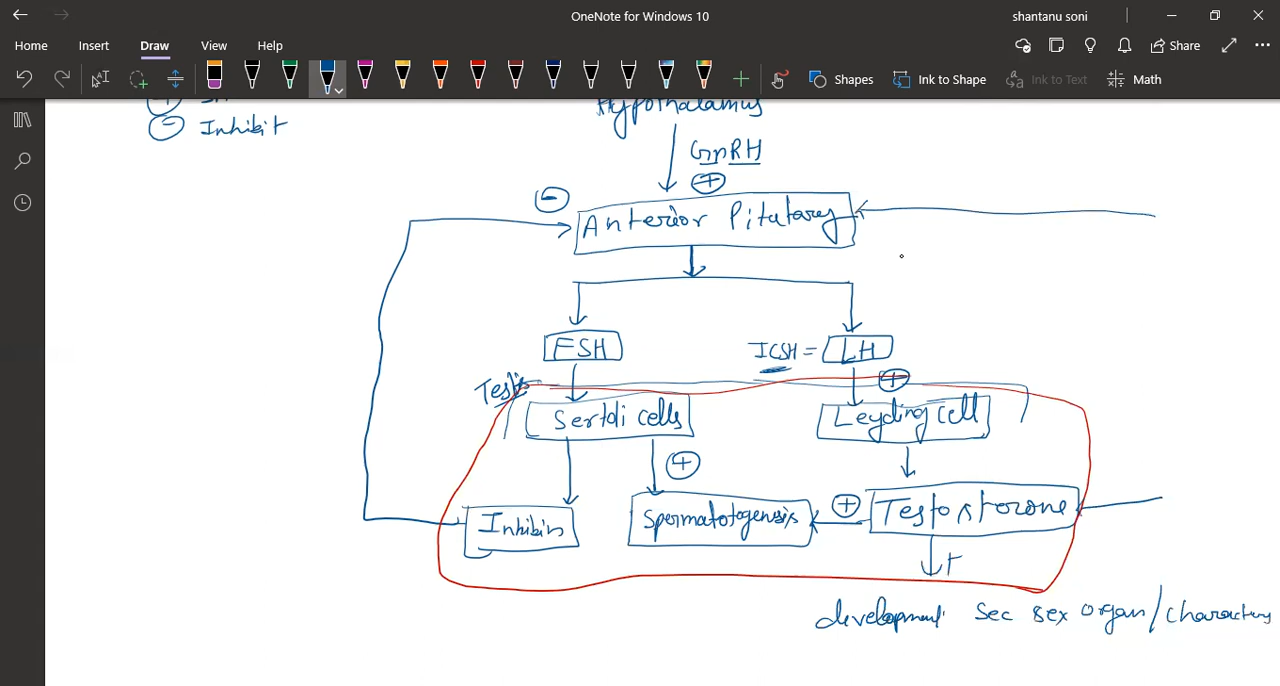 OneNote for Windows 10
shantanu soni
Home Insert Draw View Help
Share
Shapes
Ink to Shape
Ink to Text
Math
Hypothalamus
- Inhibit
GnRH
+
-
Anterior Pitutary
FSH
ICSH = LH
Testis
+
Sertoli cells
Leyding cell
+
Inhibin
Spermatotogenesis
+
Testosterone
development Sec sex organ/characters